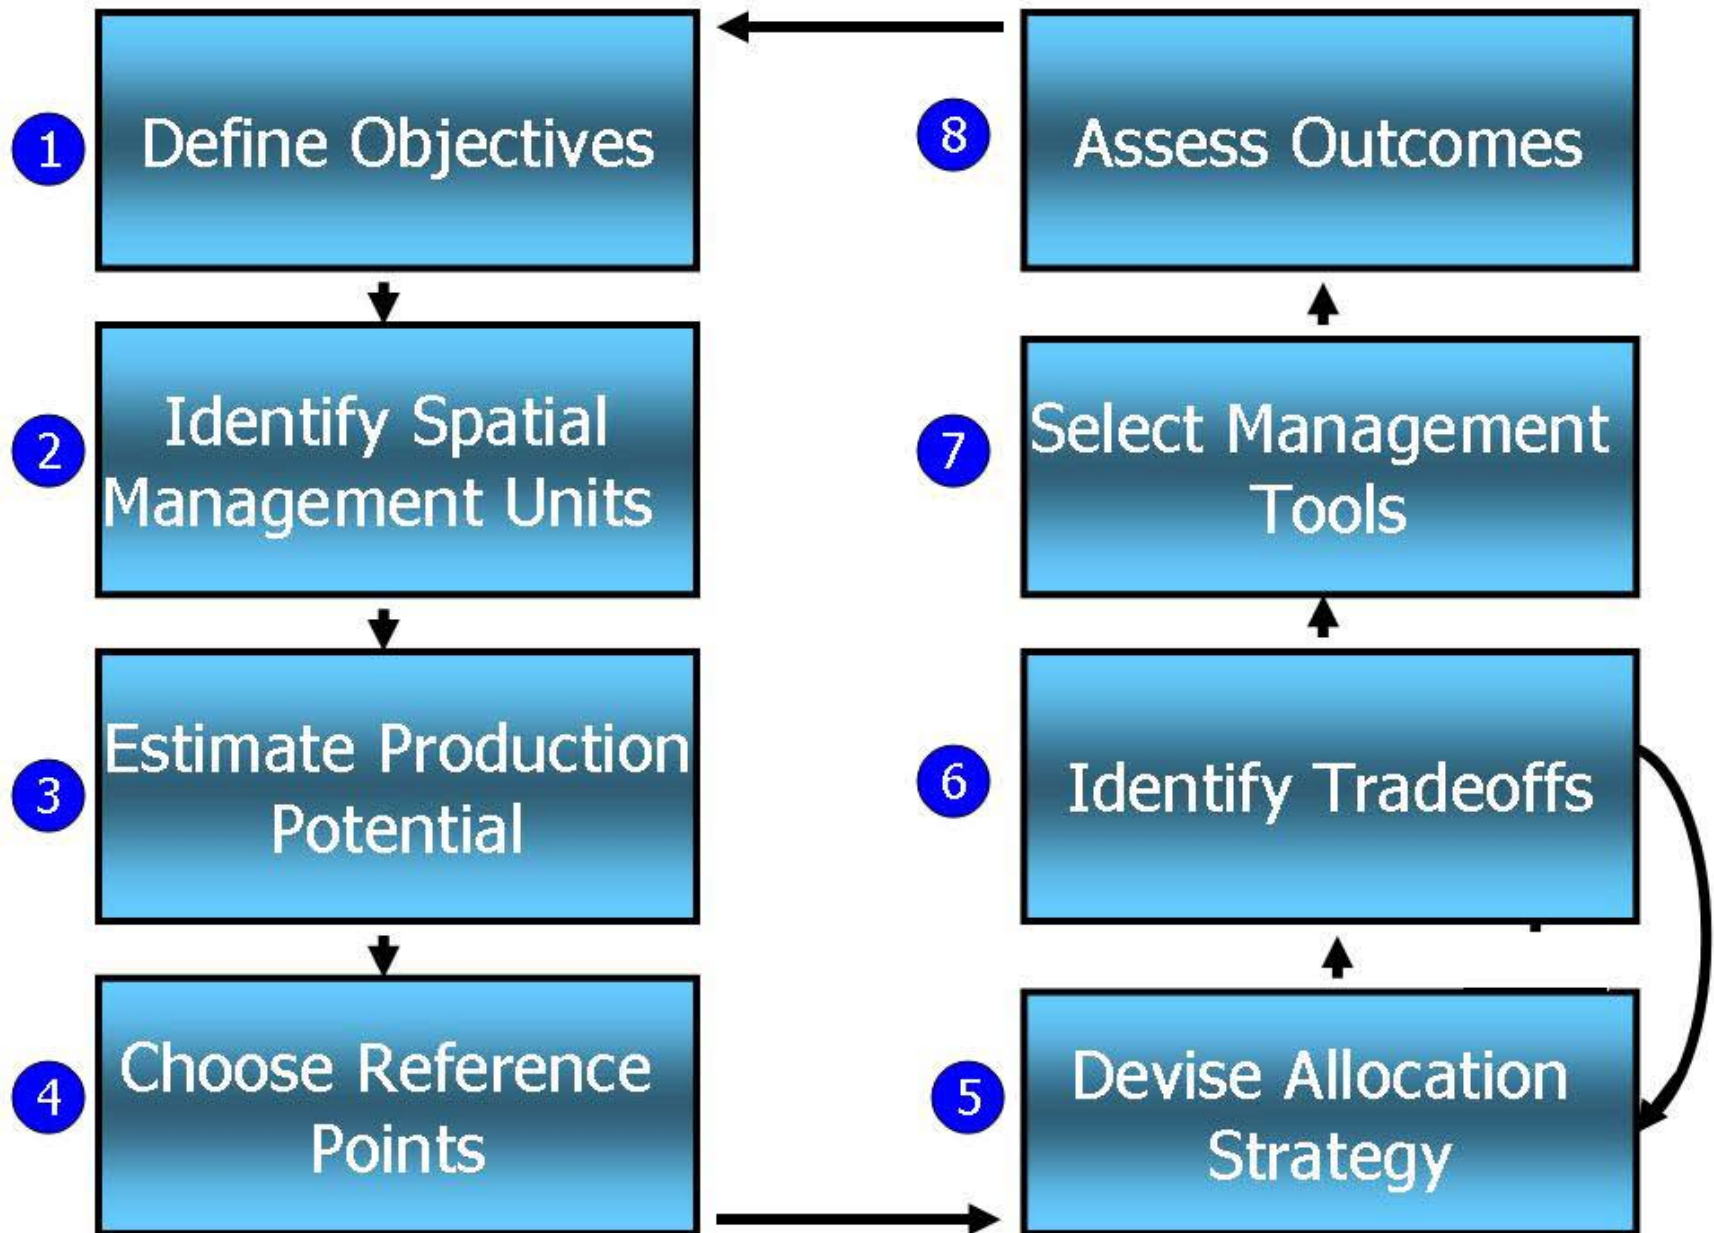 1
Define Objectives
2
Identify Spatial
Management Units
3
Estimate Production
Potential
4
Choose Reference
Points
5
Devise Allocation
Strategy
6
Identify Tradeoffs
7
Select Management
Tools
8
Assess Outcomes